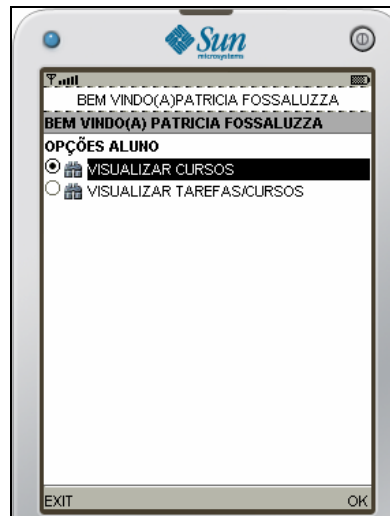 Sun
microsystems
BEM VINDO(A)PATRICIA FOSSALUZZA
BEM VINDO(A) PATRICIA FOSSALUZZA
OPÇÕES ALUNO
VISUALIZAR CURSOS
VISUALIZAR TAREFAS/CURSOS
EXIT
OK